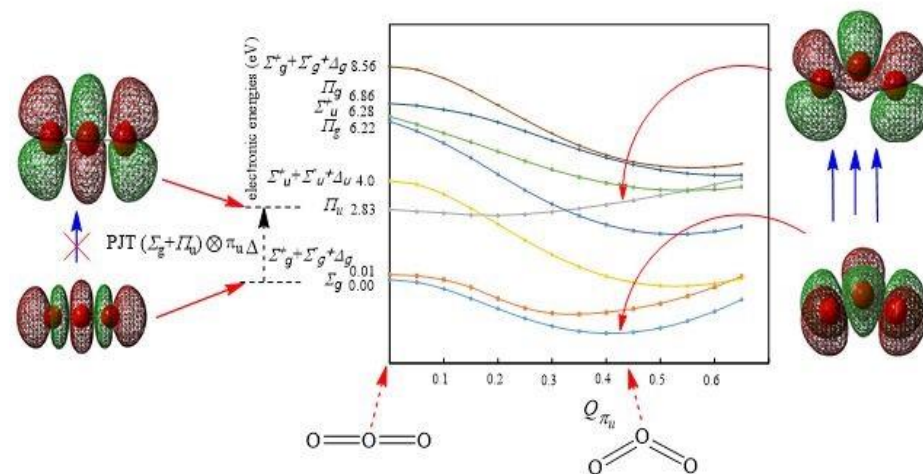 electronic energies (eV)
Σ⁺g+Σ⁻g+Δg 8.56
Πg 6.86
Σ⁺u 6.28
Πg 6.22
Σ⁺u+Σ⁻u+Δu 4.0
Πu 2.83
PJT (Σg+Πu)⊗πu Δ
Σ⁺g+Σ⁻g+Δg 0.01
Σg 0.00
0.1 0.2 0.3 0.4 0.5 0.6
Qπu
O=O=O
O
O O